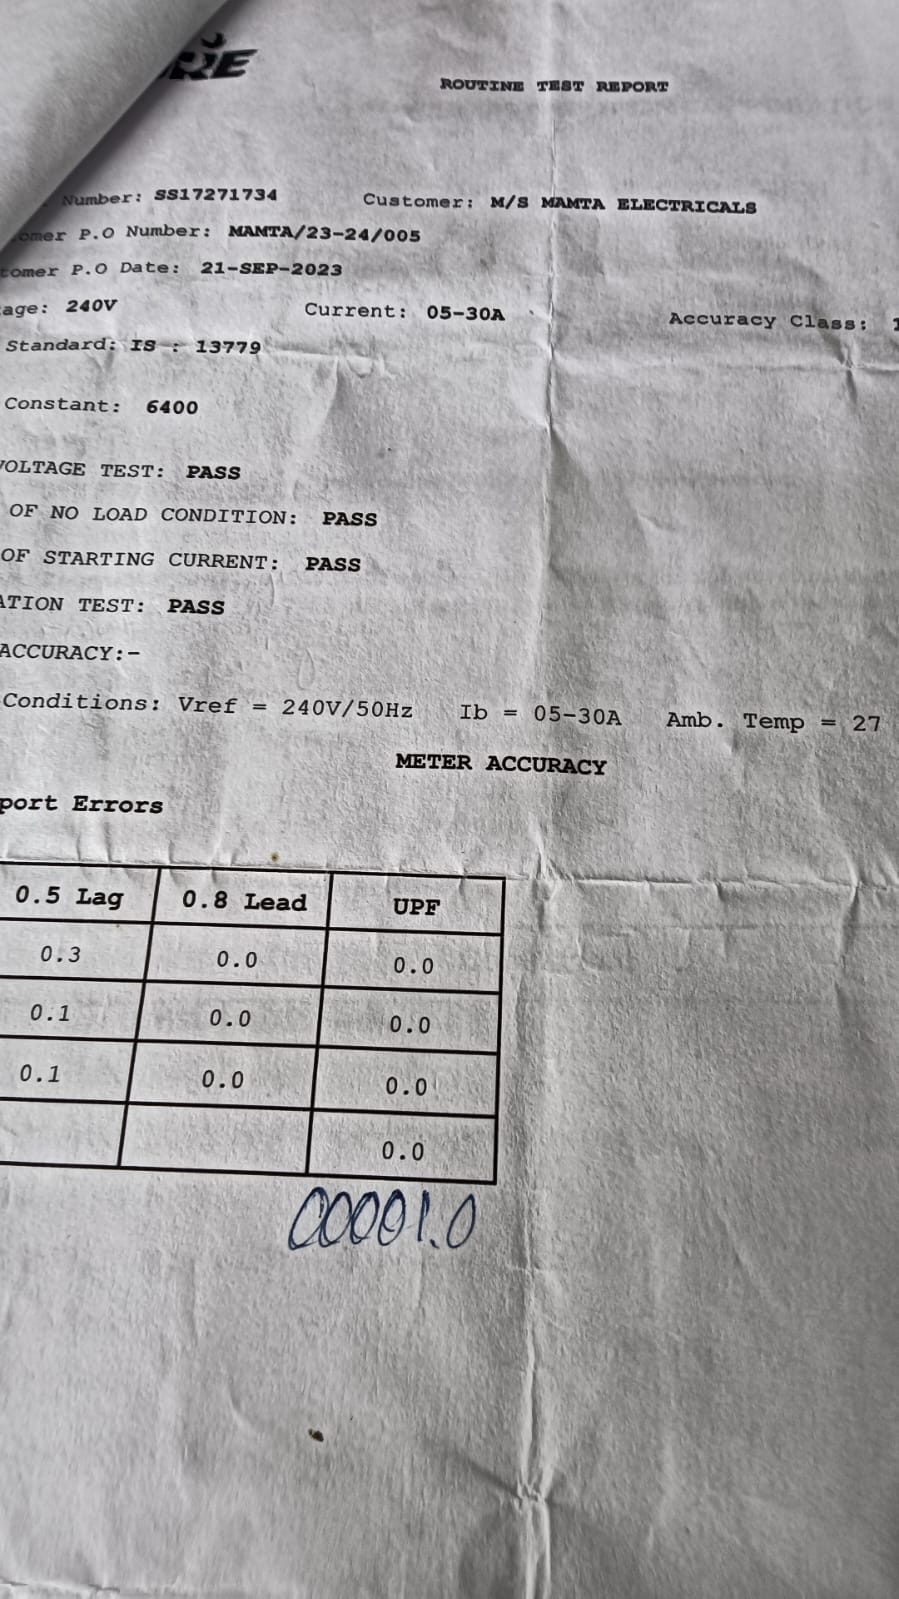 ROUTINE TEST REPORT
Number: SS17271734 Customer: M/S MAMTA ELECTRICALS
omer P.O Number: MAMTA/23-24/005
tomer P.O Date: 21-SEP-2023
age: 240V Current: 05-30A Accuracy Class: 1
Standard: IS : 13779
Constant: 6400
VOLTAGE TEST: PASS
OF NO LOAD CONDITION: PASS
OF STARTING CURRENT: PASS
ATION TEST: PASS
ACCURACY:-
Conditions: Vref = 240V/50Hz Ib = 05-30A Amb. Temp = 27
METER ACCURACY
port Errors
0.5 Lag 0.8 Lead UPF
0.3 0.0 0.0
0.1 0.0 0.0
0.1 0.0 0.0
0.0
00001.0